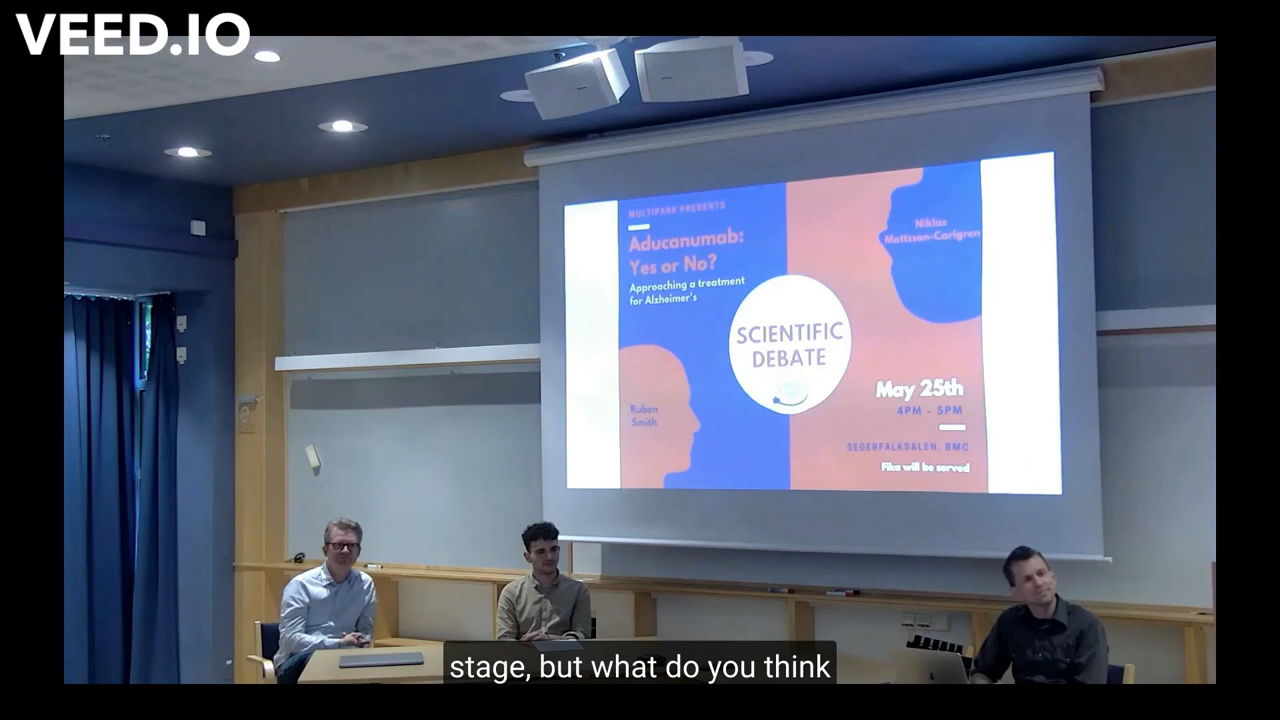 VEED.IO
MULTIPARK PRESENTS
Aducanumab:
Yes or No?
Approaching a treatment
for Alzheimer's
Niklas
Mattsson-Carlgren
SCIENTIFIC
DEBATE
Ruben
Smith
May 25th
4PM - 5PM
SEGERFALKSALEN, BMC
Fika will be served
stage, but what do you think